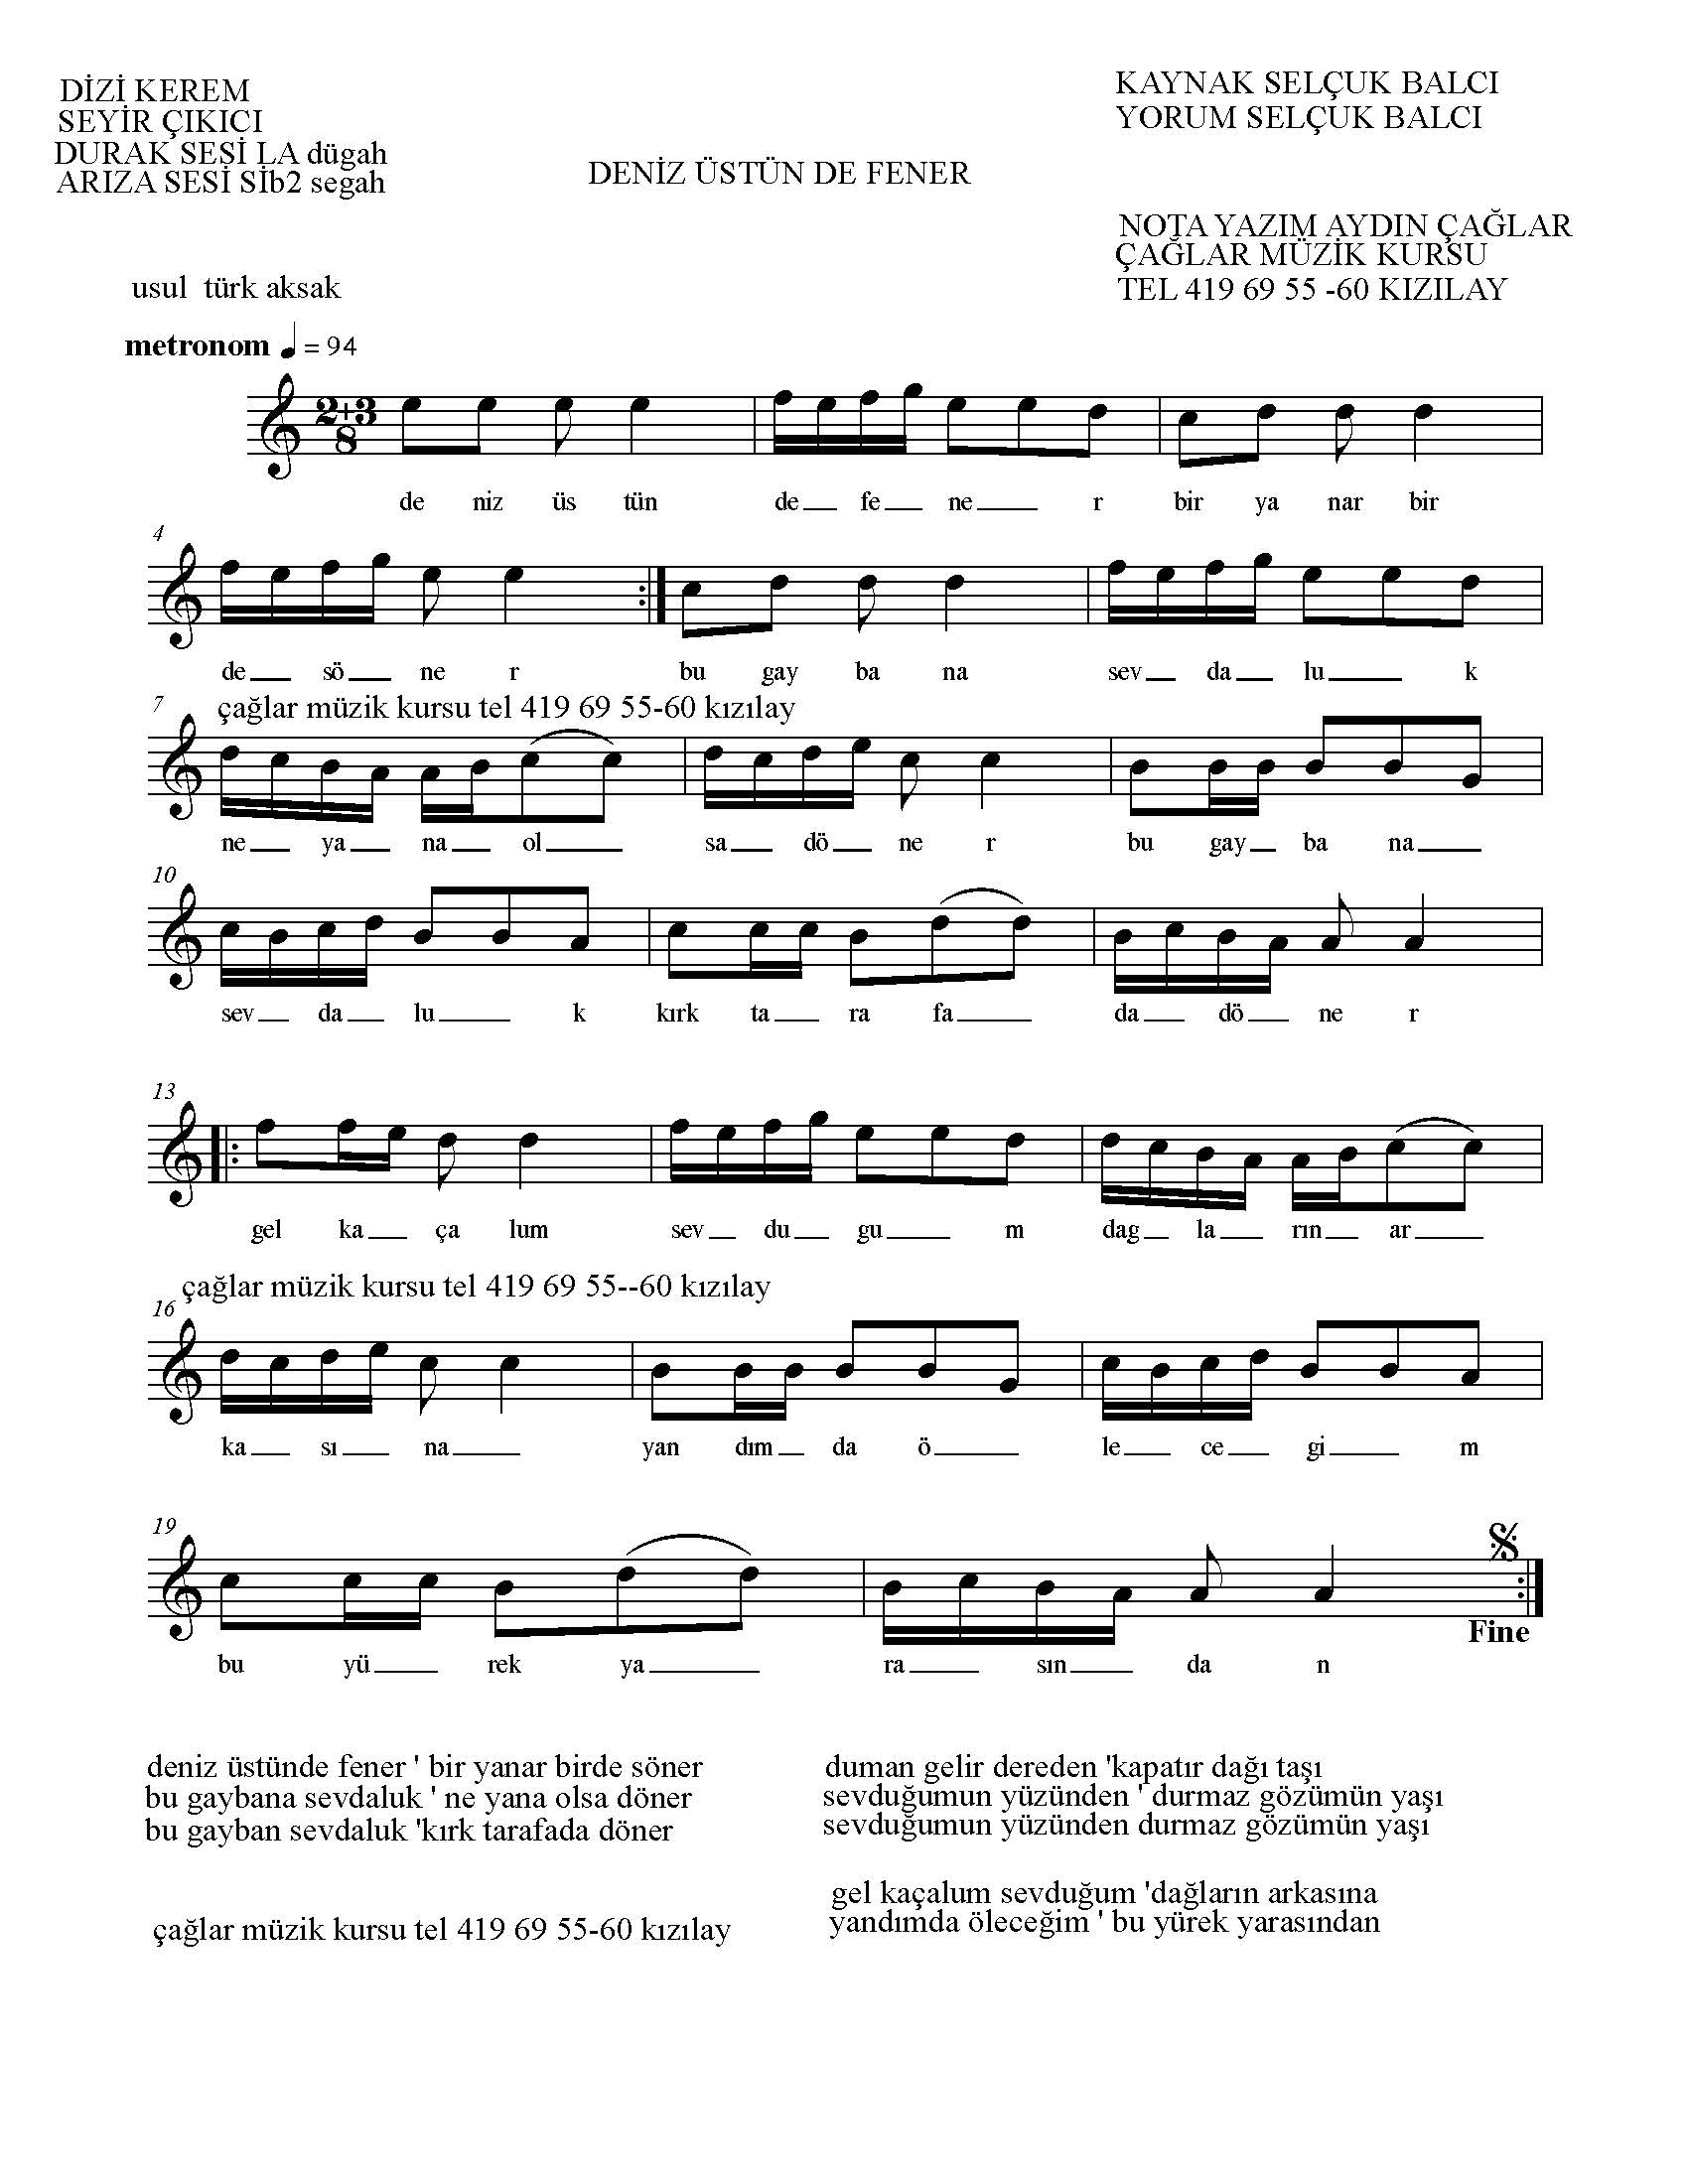 DİZİ KEREM
SEYİR ÇIKICI
DURAK SESİ LA dügah
ARIZA SESİ Sİb2 segah
KAYNAK SELÇUK BALCI
YORUM SELÇUK BALCI
DENİZ ÜSTÜN DE FENER
NOTA YAZIM AYDIN ÇAĞLAR
ÇAĞLAR MÜZİK KURSU
TEL 419 69 55 -60 KIZILAY
usul türk aksak
metronom ♩ = 94
2+3
8
de niz üs tün de _ fe _ ne _ r bir ya nar bir
4
de _ sö _ ne r bu gay ba na sev _ da _ lu _ k
7 çağlar müzik kursu tel 419 69 55-60 kızılay
ne _ ya _ na _ ol _ sa _ dö _ ne r bu gay _ ba na _
10
sev _ da _ lu _ k kırk ta _ ra fa _ da _ dö _ ne r
13
gel ka _ ça lum sev _ du _ gu _ m dag _ la _ rın _ ar _
çağlar müzik kursu tel 419 69 55--60 kızılay
16
ka _ sı _ na _ yan dım _ da ö _ le _ ce _ gi _ m
19
Fine
bu yü _ rek ya _ ra _ sın _ da n
deniz üstünde fener ' bir yanar birde söner
bu gaybana sevdaluk ' ne yana olsa döner
bu gayban sevdaluk 'kırk tarafada döner
çağlar müzik kursu tel 419 69 55-60 kızılay
duman gelir dereden 'kapatır dağı taşı
sevduğumun yüzünden ' durmaz gözümün yaşı
sevduğumun yüzünden durmaz gözümün yaşı
gel kaçalum sevduğum 'dağların arkasına
yandımda öleceğim ' bu yürek yarasından